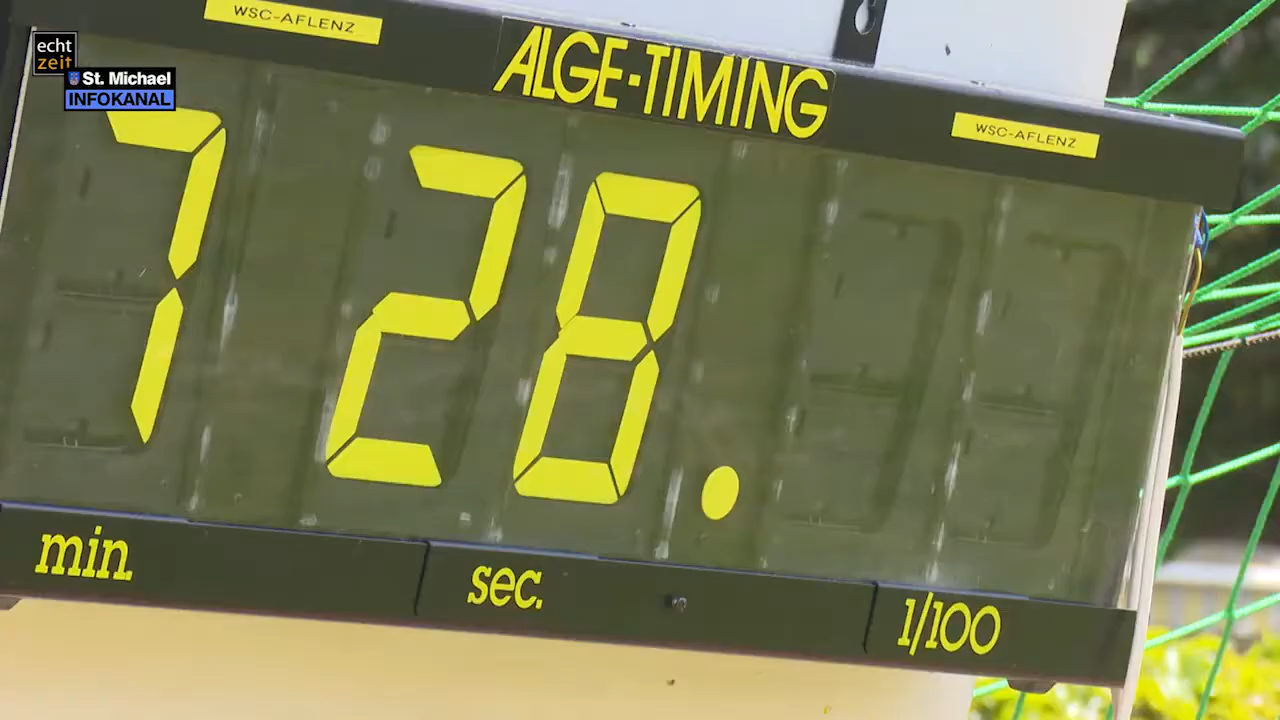 WSC-AFLENZ
echt
zeit
St. Michael
INFOKANAL
ALGE-TIMING
WSC-AFLENZ
7 28.
min. sec. 1/100